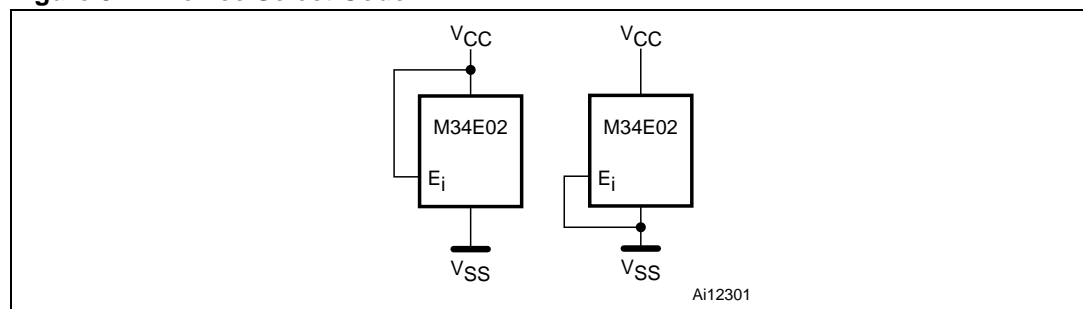 VCC VCC
M34E02 M34E02
Ei Ei
VSS VSS
Ai12301